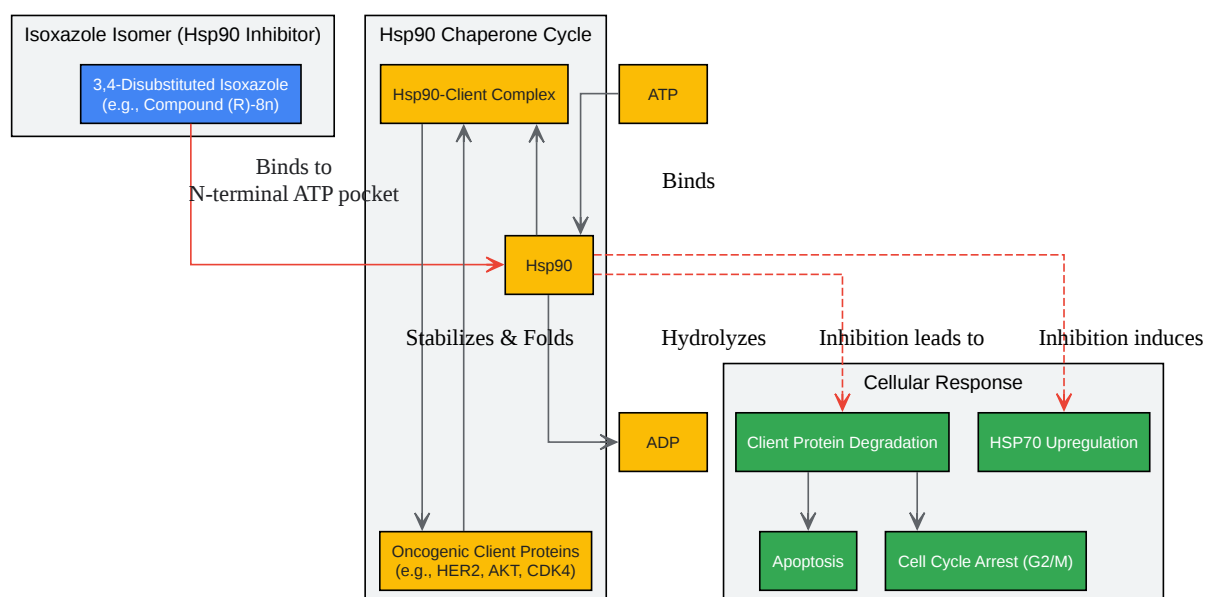 Isoxazole Isomer (Hsp90 Inhibitor)
3,4-Disubstituted Isoxazole
(e.g., Compound (R)-8n)
Hsp90 Chaperone Cycle
Hsp90-Client Complex
ATP
Binds to
N-terminal ATP pocket
Binds
Hsp90
Stabilizes & Folds
Hydrolyzes
Inhibition leads to
Inhibition induces
Cellular Response
ADP
Client Protein Degradation
HSP70 Upregulation
Oncogenic Client Proteins
(e.g., HER2, AKT, CDK4)
Apoptosis
Cell Cycle Arrest (G2/M)